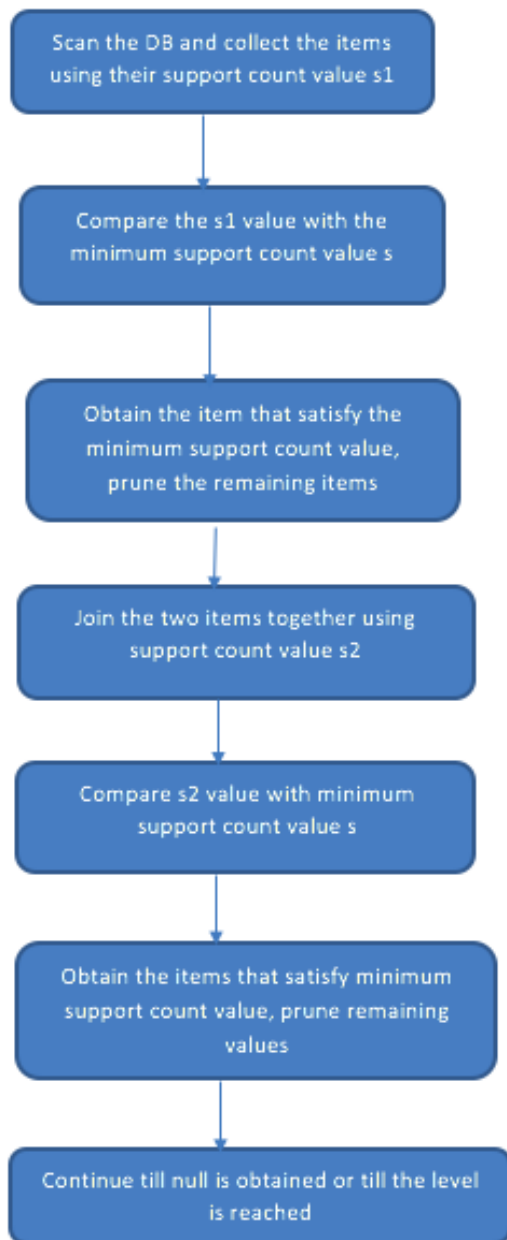 Scan the DB and collect the items
using their support count value s1
Compare the s1 value with the
minimum support count value s
Obtain the item that satisfy the
minimum support count value,
prune the remaining items
Join the two items together using
support count value s2
Compare s2 value with minimum
support count value s
Obtain the items that satisfy minimum
support count value, prune remaining
values
Continue till null is obtained or till the level
is reached